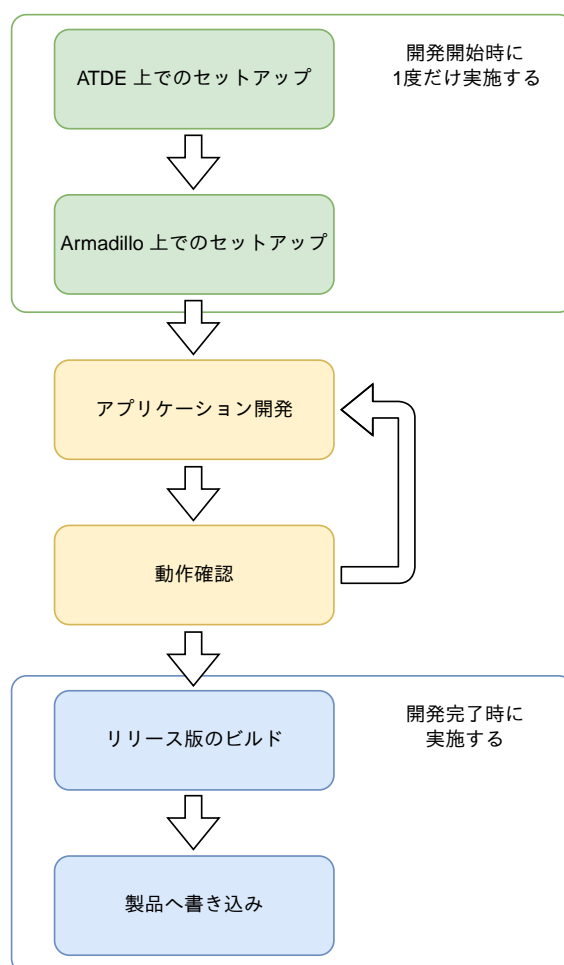 ATDE 上でのセットアップ
開発開始時に
1度だけ実施する
Armadillo 上でのセットアップ
アプリケーション開発
動作確認
リリース版のビルド
開発完了時に
実施する
製品へ書き込み